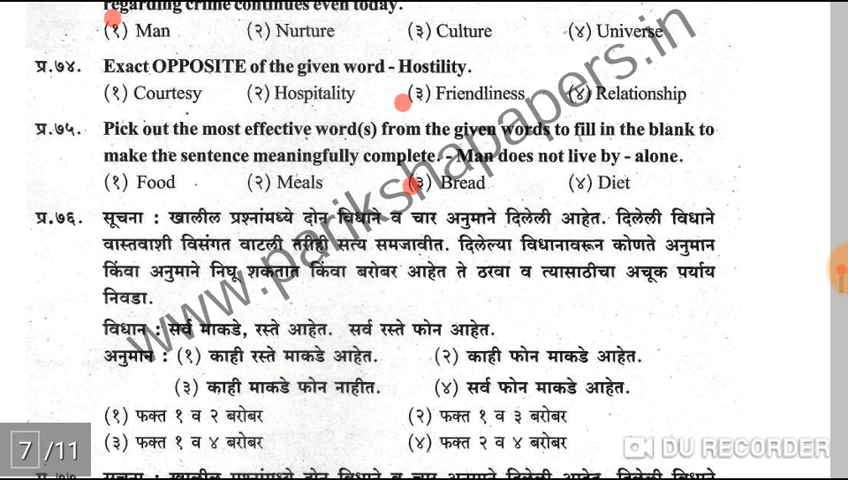 regarding crime continues even today.
(१) Man (२) Nurture (३) Culture (४) Universe
प्र.७४. Exact OPPOSITE of the given word - Hostility.
(१) Courtesy (२) Hospitality (३) Friendliness (४) Relationship
प्र.७५. Pick out the most effective word(s) from the given words to fill in the blank to
make the sentence meaningfully complete. - Man does not live by - alone.
(१) Food (२) Meals (३) Bread (४) Diet
प्र.७६. सूचना : खालील प्रश्नांमध्ये दोन विधाने व चार अनुमाने दिलेली आहेत. दिलेली विधाने
वास्तवाशी विसंगत वाटली तरीही सत्य समजावीत. दिलेल्या विधानावरून कोणते अनुमान
किंवा अनुमाने निघू शकतात किंवा बरोबर आहेत ते ठरवा व त्यासाठीचा अचूक पर्याय
निवडा.
विधान : सर्व माकडे, रस्ते आहेत. सर्व रस्ते फोन आहेत.
अनुमान : (१) काही रस्ते माकडे आहेत. (२) काही फोन माकडे आहेत.
(३) काही माकडे फोन नाहीत. (४) सर्व फोन माकडे आहेत.
(१) फक्त १ व २ बरोबर (२) फक्त १ व ३ बरोबर
(३) फक्त १ व ४ बरोबर (४) फक्त २ व ४ बरोबर
7 / 11
DU RECORDER
प्र.७७. सूचना : खालील प्रश्नांमध्ये दोन विधाने व चार अनुमाने दिलेली आहेत. दिलेली विधाने
www.parikshapapers.in